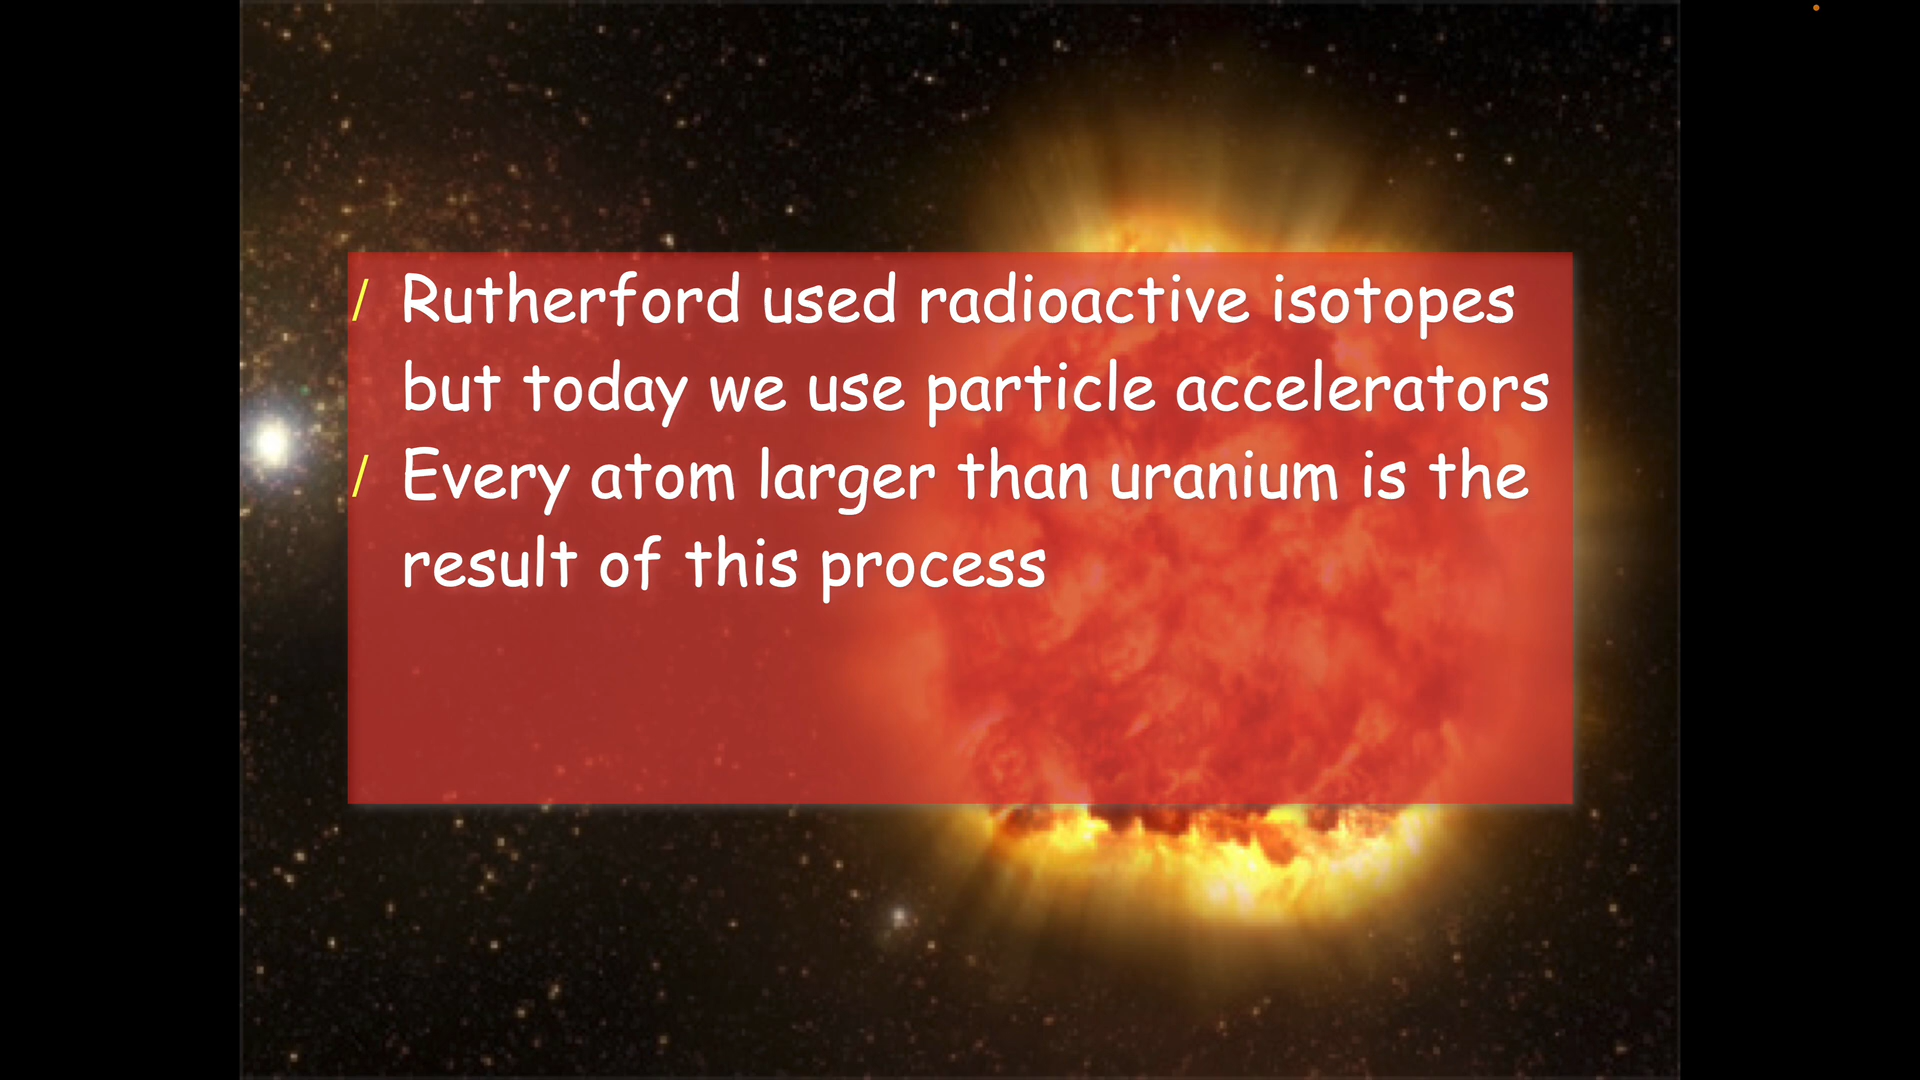 / Rutherford used radioactive isotopes
but today we use particle accelerators
/ Every atom larger than uranium is the
result of this process